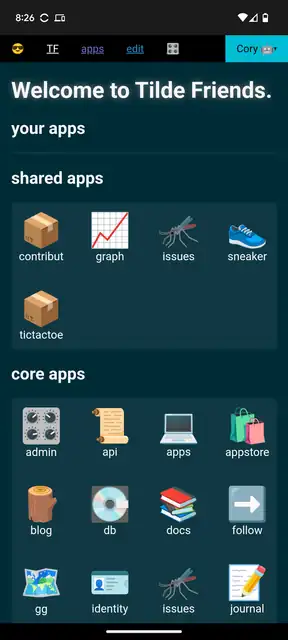 8:26
TF apps edit Cory
Welcome to Tilde Friends.
your apps
shared apps
contribut graph issues sneaker
tictactoe
core apps
admin api apps appstore
blog db docs follow
gg identity issues journal